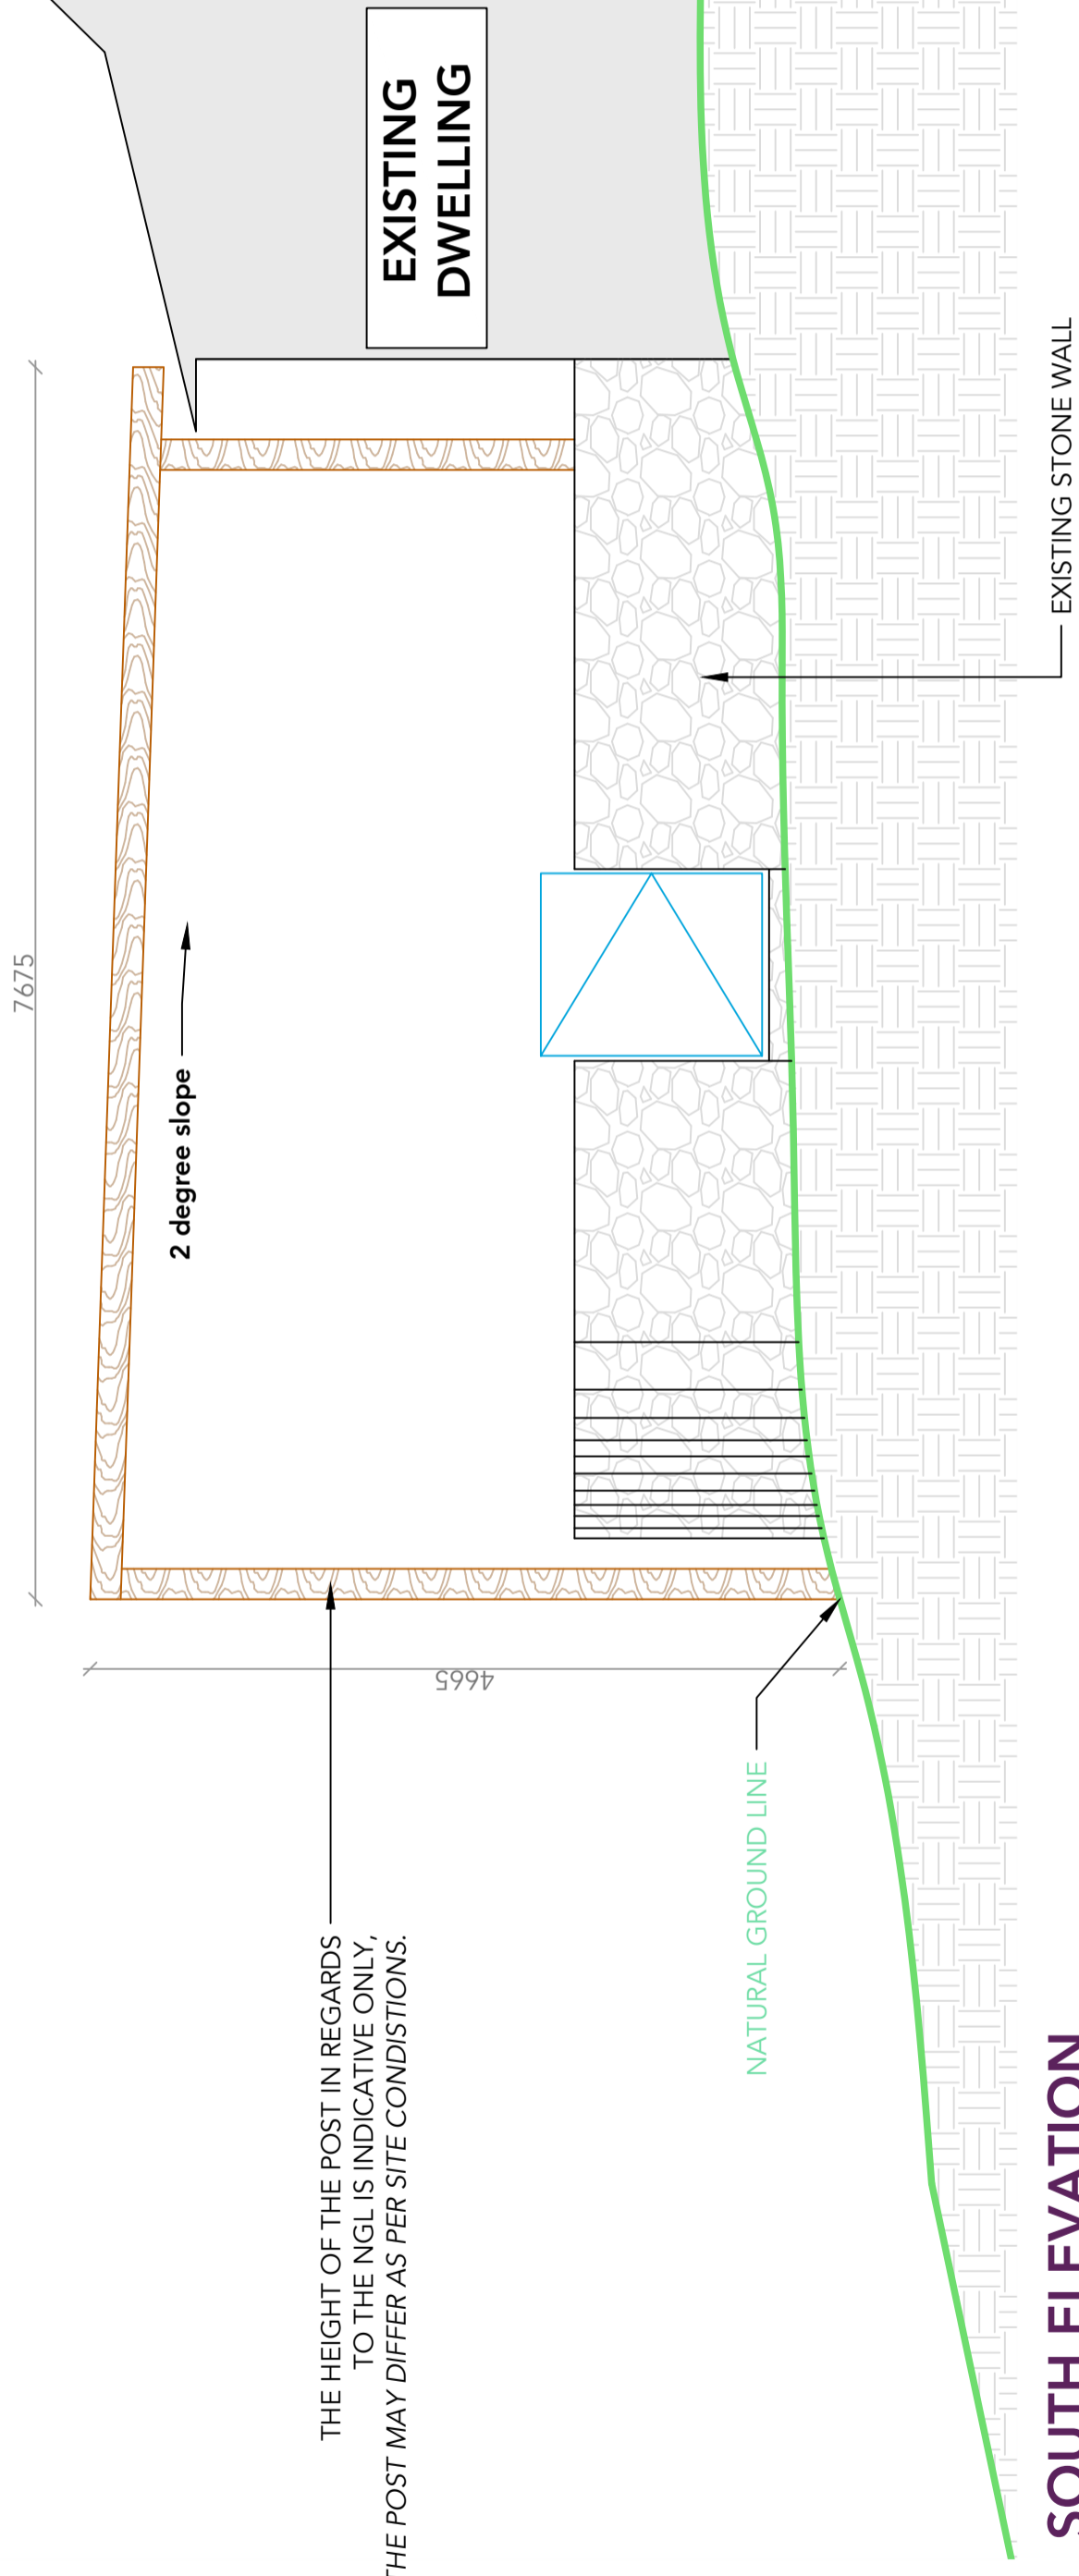 THE HEIGHT OF THE POST IN REGARDS
TO THE NGL IS INDICATIVE ONLY,
THE POST MAY DIFFER AS PER SITE CONDISTIONS.
4665
7675
2 degree slope
EXISTING
DWELLING
NATURAL GROUND LINE
EXISTING STONE WALL
SOUTH ELEVATION